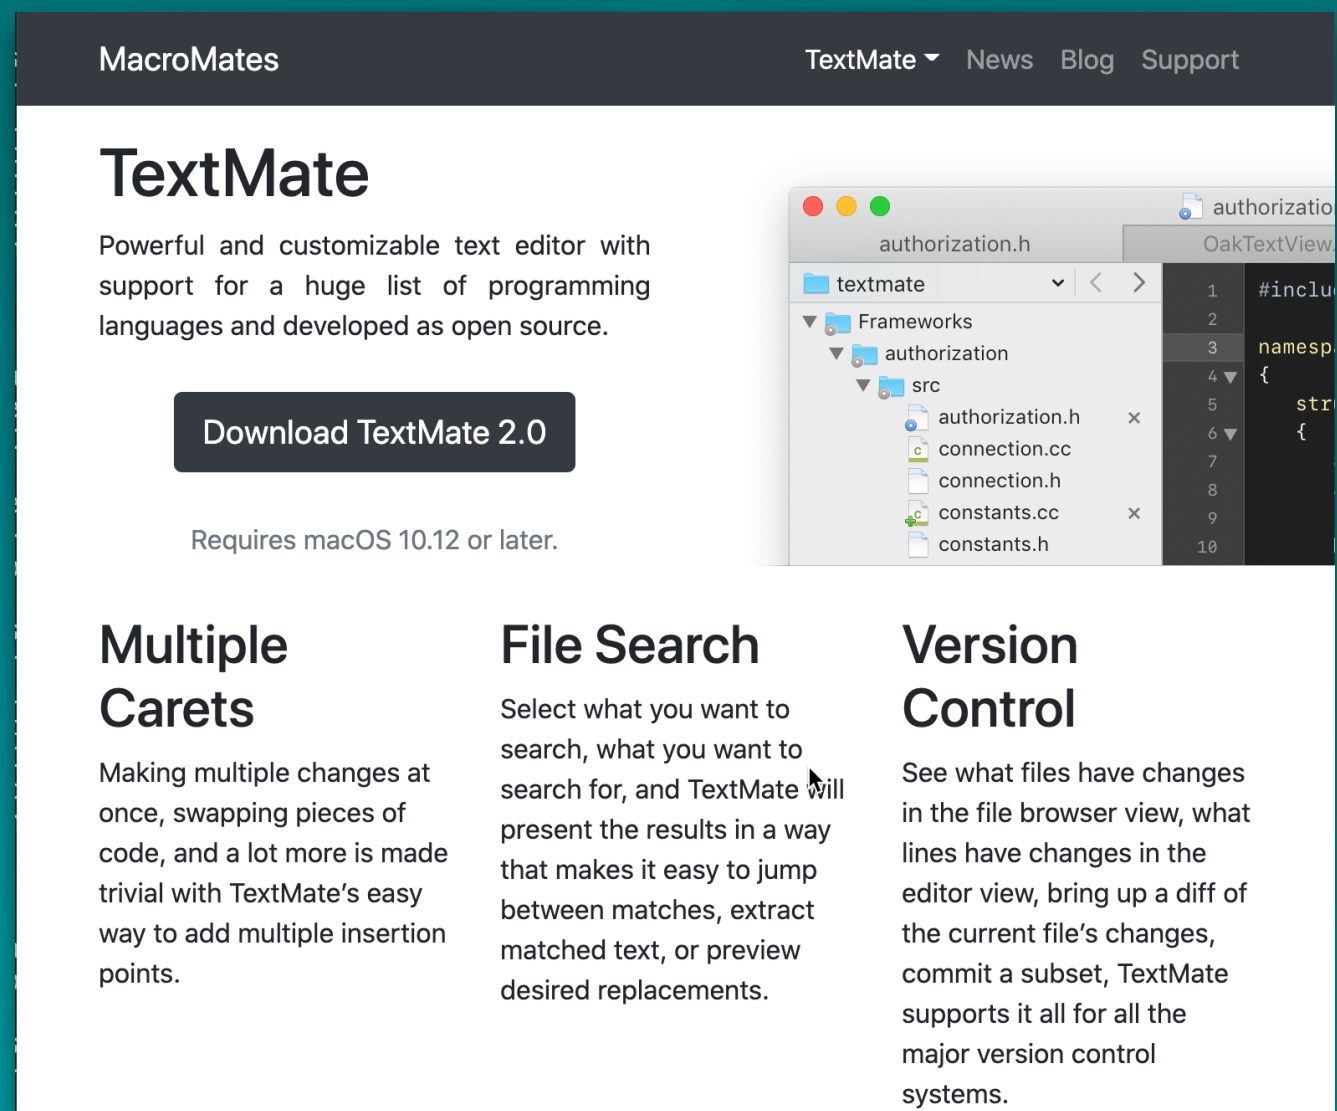 MacroMates
TextMate News Blog Support
TextMate
Powerful and customizable text editor with
support for a huge list of programming
languages and developed as open source.
Download TextMate 2.0
Requires macOS 10.12 or later.
authorization.h
textmate
Frameworks
authorization
src
authorization.h
connection.cc
connection.h
constants.cc
constants.h
OakTextView.
1
2
3
4 {
5
6 {
7
8
9
10
Multiple
Carets
Making multiple changes at
once, swapping pieces of
code, and a lot more is made
trivial with TextMate’s easy
way to add multiple insertion
points.
File Search
Select what you want to
search, what you want to
search for, and TextMate will
present the results in a way
that makes it easy to jump
between matches, extract
matched text, or preview
desired replacements.
Version
Control
See what files have changes
in the file browser view, what
lines have changes in the
editor view, bring up a diff of
the current file’s changes,
commit a subset, TextMate
supports it all for all the
major version control
systems.